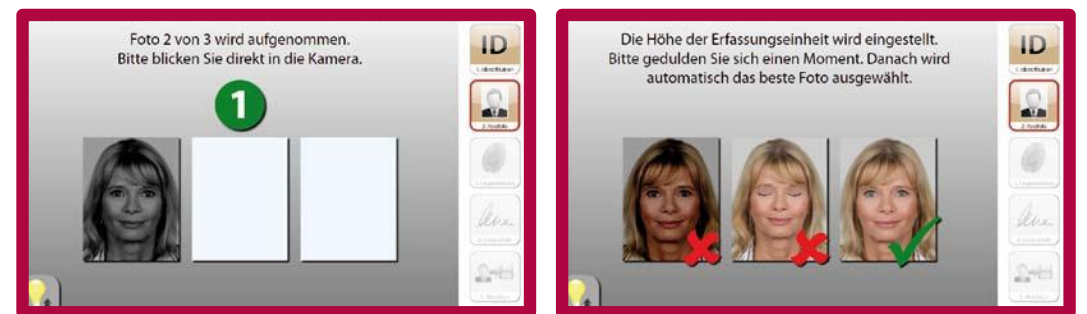 Foto 2 von 3 wird aufgenommen.
Bitte blicken Sie direkt in die Kamera.
1
ID
Die Höhe der Erfassungseinheit wird eingestellt.
Bitte gedulden Sie sich einen Moment. Danach wird
automatisch das beste Foto ausgewählt.
ID